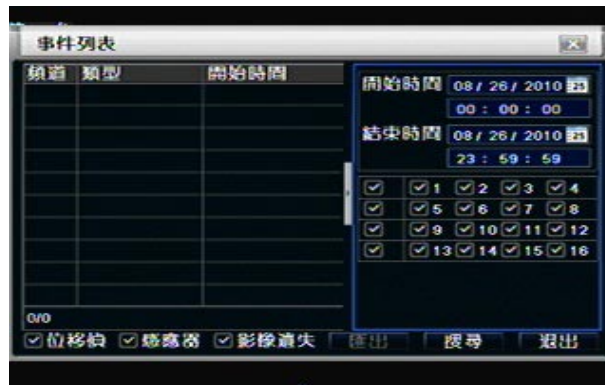 事件列表
頻道 類型 開始時間
開始時間 08 / 26 / 2010
00 : 00 : 00
結束時間 08 / 26 / 2010
23 : 59 : 59
1 2 3 4
5 6 7 8
9 10 11 12
13 14 15 16
0/0
位移偵 感應器 影像遺失 匯出 搜尋 退出